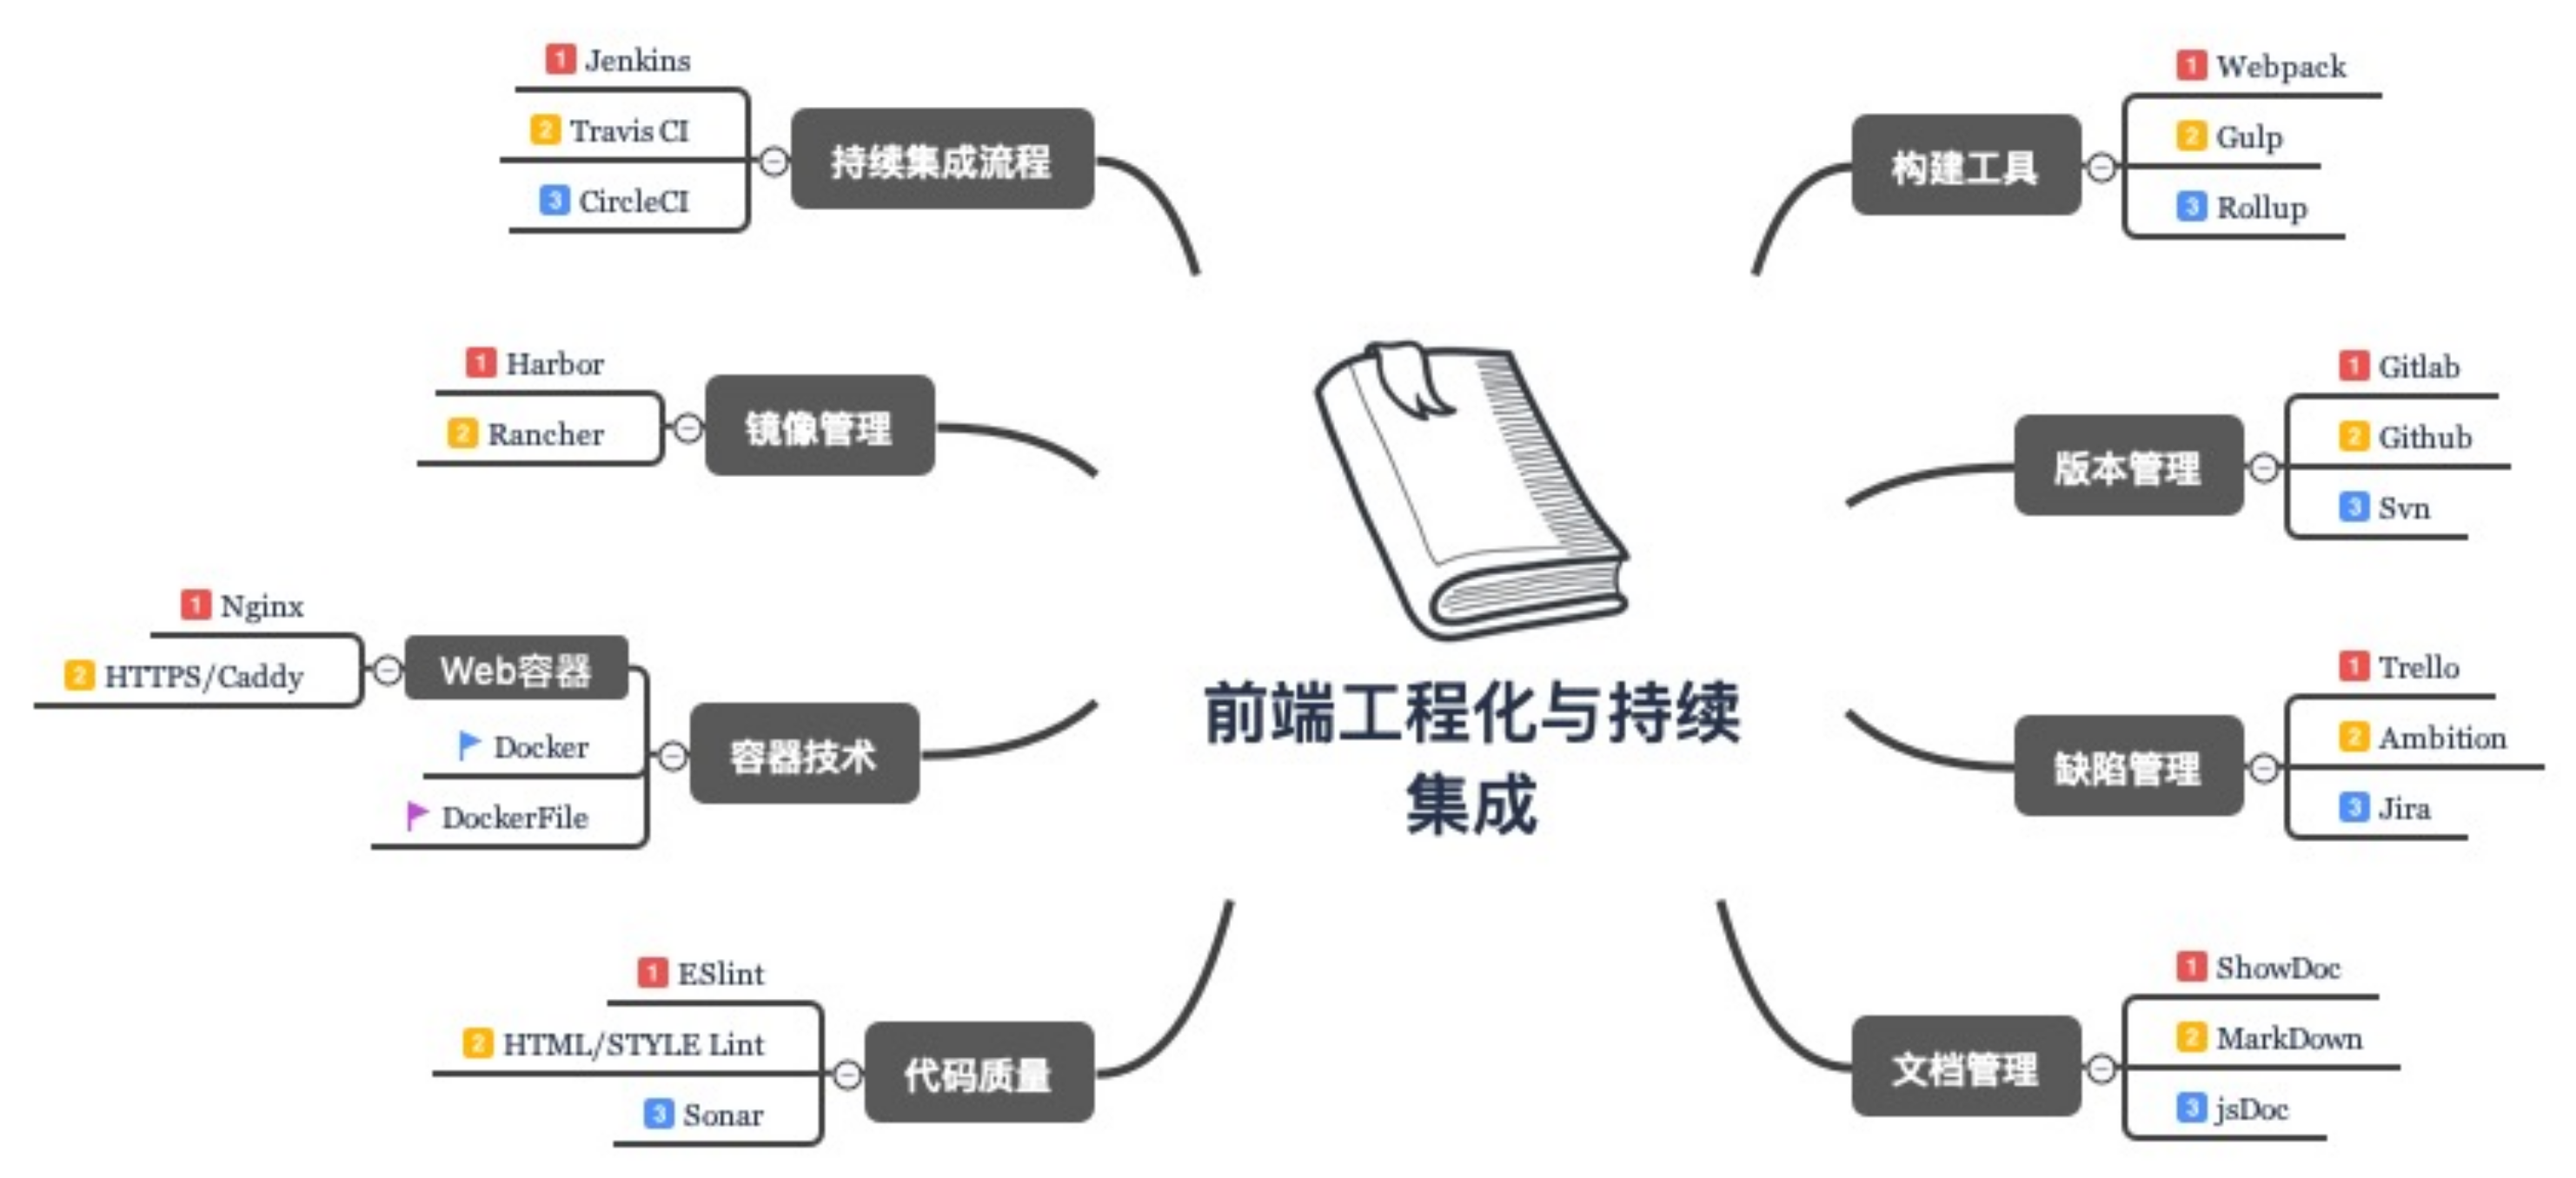 前端工程化与持续
集成
构建工具
1 Webpack
2 Gulp
3 Rollup
版本管理
1 Gitlab
2 Github
3 Svn
缺陷管理
1 Trello
2 Ambition
3 Jira
文档管理
1 ShowDoc
2 MarkDown
3 jsDoc
持续集成流程
1 Jenkins
2 Travis CI
3 CircleCI
镜像管理
1 Harbor
2 Rancher
容器技术
Web容器
1 Nginx
2 HTTPS/Caddy
Docker
DockerFile
代码质量
1 ESlint
2 HTML/STYLE Lint
3 Sonar